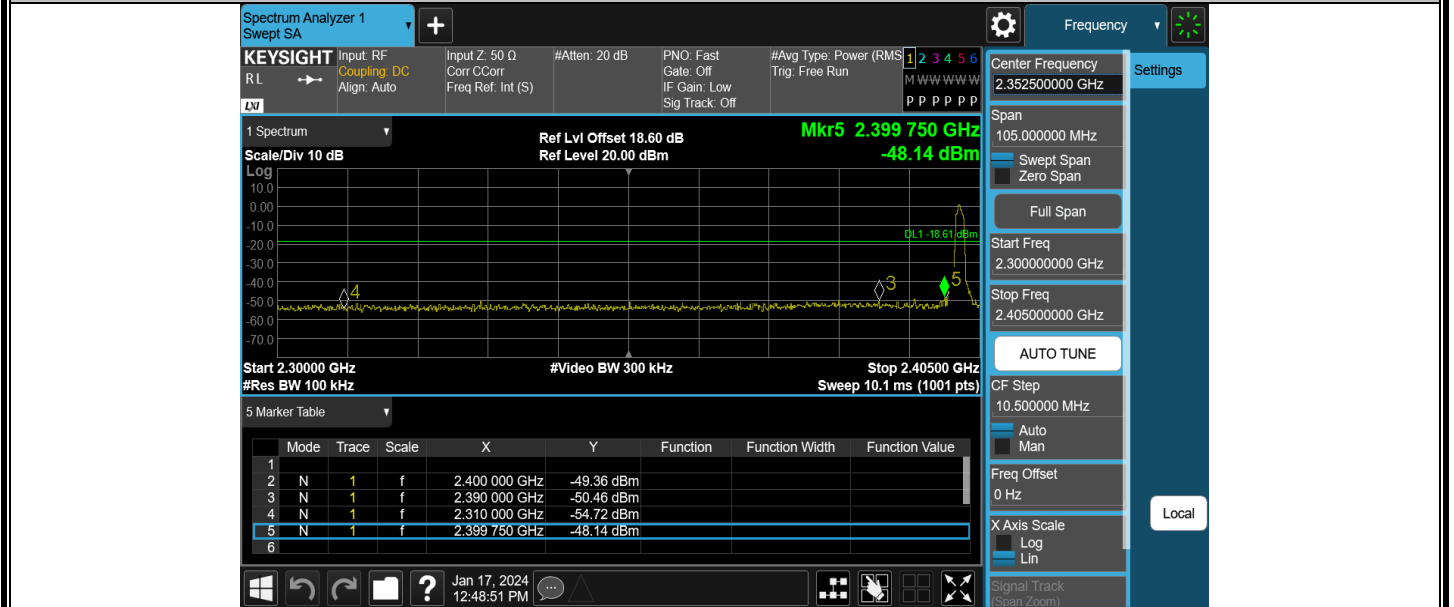 Spectrum Analyzer 1
Swept SA
+
Frequency
KEYSIGHT
RL
LXI
Input: RF
Coupling: DC
Align: Auto
Input Z: 50 Ω
Corr CCorr
Freq Ref: Int (S)
#Atten: 20 dB
PNO: Fast
Gate: Off
IF Gain: Low
Sig Track: Off
#Avg Type: Power (RMS
Trig: Free Run
1 2 3 4 5 6
M W W W W W
P P P P P P
1 Spectrum
Scale/Div 10 dB
Ref Lvl Offset 18.60 dB
Ref Level 20.00 dBm
Mkr5 2.399 750 GHz
-48.14 dBm
Log
10.0
0.00
-10.0
-20.0
-30.0
-40.0
-50.0
-60.0
-70.0
DL1 -18.61 dBm
4
3
5
Start 2.30000 GHz
#Video BW 300 kHz
Stop 2.40500 GHz
#Res BW 100 kHz
Sweep 10.1 ms (1001 pts)
5 Marker Table
Mode Trace Scale X Y Function Function Width Function Value
1
2 N 1 f 2.400 000 GHz -49.36 dBm
3 N 1 f 2.390 000 GHz -50.46 dBm
4 N 1 f 2.310 000 GHz -54.72 dBm
5 N 1 f 2.399 750 GHz -48.14 dBm
6
?
Jan 17, 2024
12:48:51 PM
Center Frequency
2.352500000 GHz
Span
105.000000 MHz
Swept Span
Zero Span
Full Span
Start Freq
2.300000000 GHz
Stop Freq
2.405000000 GHz
AUTO TUNE
CF Step
10.500000 MHz
Auto
Man
Freq Offset
0 Hz
X Axis Scale
Log
Lin
Signal Track
(Span Zoom)
Settings
Local